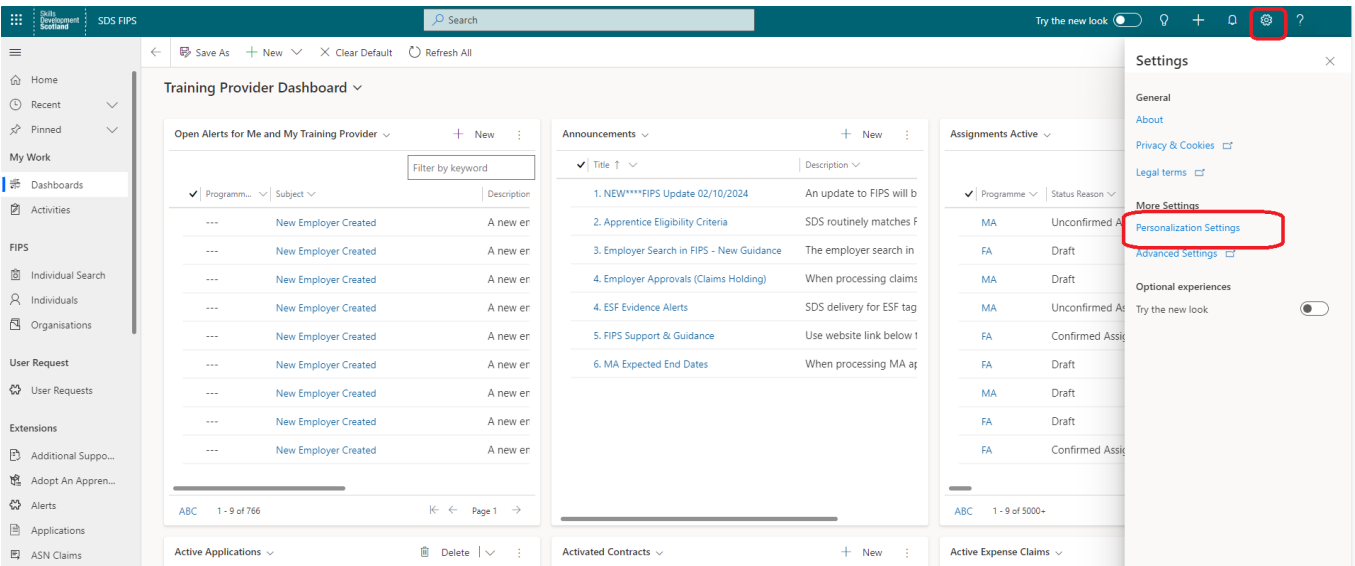 Skills
Development
Scotland
SDS FIPS
Search
Try the new look
?
Save As
New
Clear Default
Refresh All
Home
Recent
Pinned
My Work
Dashboards
Activities
FIPS
Individual Search
Individuals
Organisations
User Request
User Requests
Extensions
Additional Suppo...
Adopt An Appren...
Alerts
Applications
ASN Claims
Training Provider Dashboard
Open Alerts for Me and My Training Provider
New
Filter by keyword
Programm... Subject Description
--- New Employer Created A new er
--- New Employer Created A new er
--- New Employer Created A new er
--- New Employer Created A new er
--- New Employer Created A new er
--- New Employer Created A new er
--- New Employer Created A new er
--- New Employer Created A new er
--- New Employer Created A new er
ABC 1 - 9 of 766 Page 1
Active Applications
Delete
Announcements
New
Title Description
1. NEW****FIPS Update 02/10/2024 An update to FIPS will b
2. Apprentice Eligibility Criteria SDS routinely matches F
3. Employer Search in FIPS - New Guidance The employer search in
4. Employer Approvals (Claims Holding) When processing claims
4. ESF Evidence Alerts SDS delivery for ESF tag
5. FIPS Support & Guidance Use website link below t
6. MA Expected End Dates When processing MA ap
Activated Contracts
New
Assignments Active
Programme Status Reason
MA Unconfirmed A
FA Draft
MA Draft
MA Unconfirmed As
FA Confirmed Assig
FA Draft
MA Draft
FA Draft
FA Confirmed Assig
ABC 1 - 9 of 5000+
Active Expense Claims
Settings
General
About
Privacy & Cookies
Legal terms
More Settings
Personalization Settings
Advanced Settings
Optional experiences
Try the new look